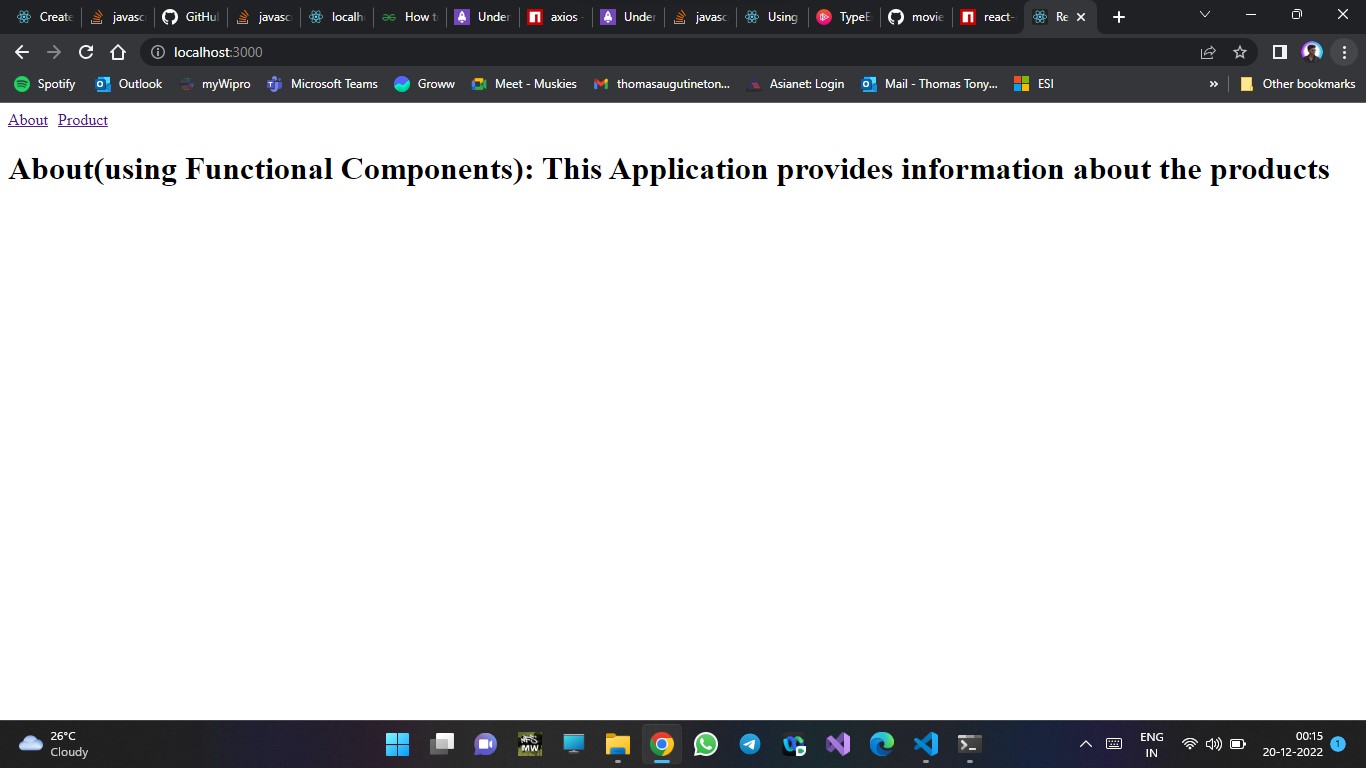 Create javasc GitHu javasc localh How t Under axios Under javasc Using TypeE movie react- Re
localhost:3000
Spotify Outlook myWipro Microsoft Teams Groww Meet - Muskies thomasaugutineton... Asianet: Login Mail - Thomas Tony... ESI » Other bookmarks
About Product
About(using Functional Components): This Application provides information about the products
26°C
Cloudy
MW
ENG
IN
00:15
20-12-2022
1